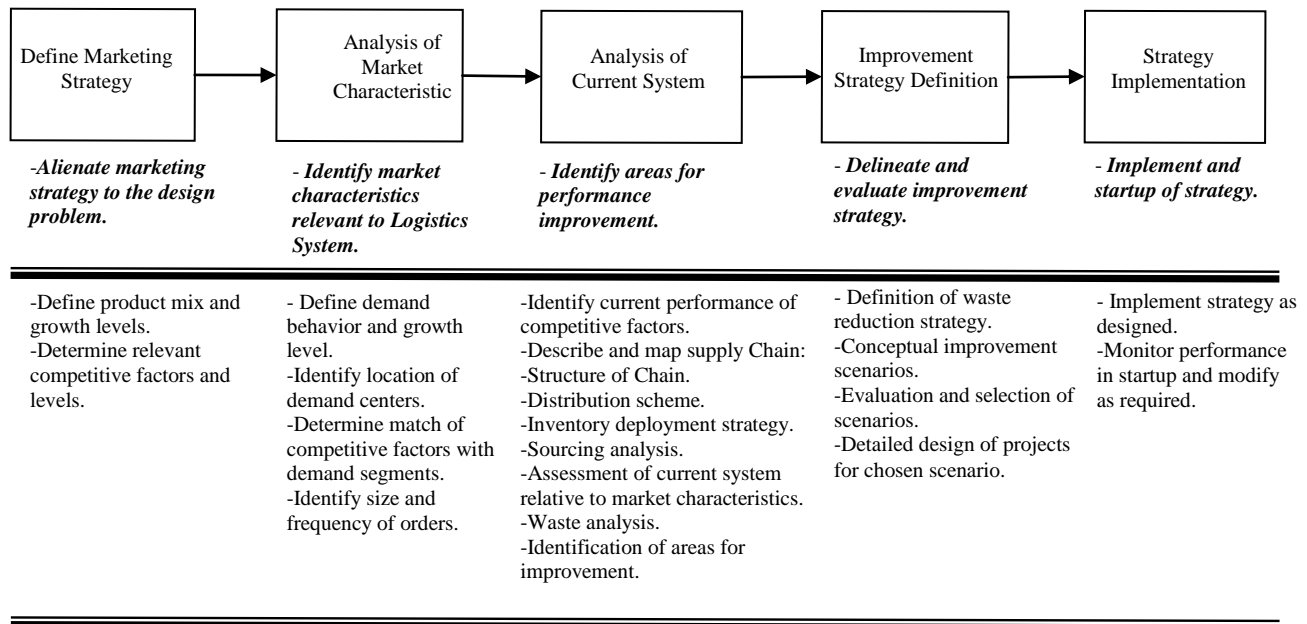 Define Marketing
Strategy
Analysis of
Market
Characteristic
Analysis of
Current System
Improvement
Strategy Definition
Strategy
Implementation
-Alienate marketing
strategy to the design
problem.
- Identify market
characteristics
relevant to Logistics
System.
- Identify areas for
performance
improvement.
- Delineate and
evaluate improvement
strategy.
- Implement and
startup of strategy.
-Define product mix and
growth levels.
-Determine relevant
competitive factors and
levels.
- Define demand
behavior and growth
level.
-Identify location of
demand centers.
-Determine match of
competitive factors with
demand segments.
-Identify size and
frequency of orders.
-Identify current performance of
competitive factors.
-Describe and map supply Chain:
-Structure of Chain.
-Distribution scheme.
-Inventory deployment strategy.
-Sourcing analysis.
-Assessment of current system
relative to market characteristics.
-Waste analysis.
-Identification of areas for
improvement.
- Definition of waste
reduction strategy.
-Conceptual improvement
scenarios.
-Evaluation and selection of
scenarios.
-Detailed design of projects
for chosen scenario.
- Implement strategy as
designed.
-Monitor performance
in startup and modify
as required.